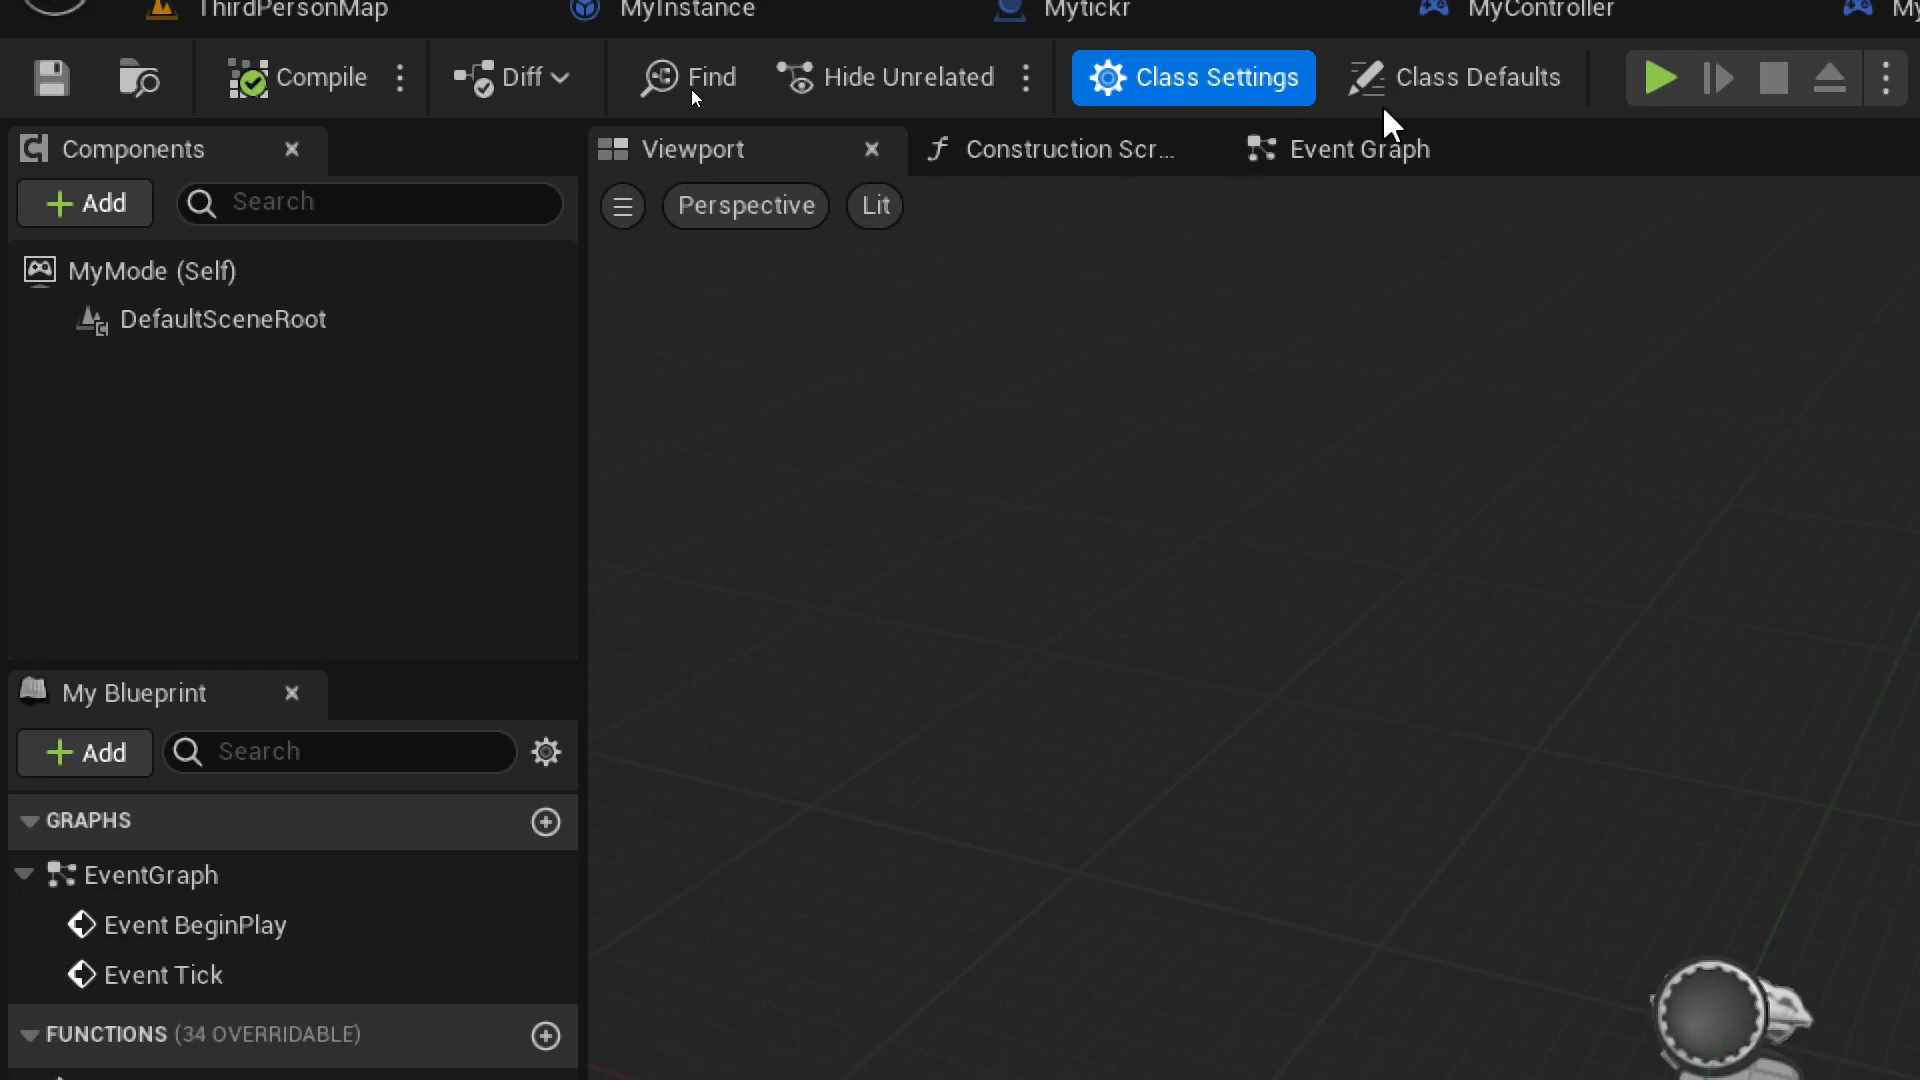 ThirdPersonMap
MyInstance
Mytickr
MyController
My
Compile
Diff
Find
Hide Unrelated
Class Settings
Class Defaults
Components
Viewport
Construction Scr...
Event Graph
Add
Search
Perspective
Lit
MyMode (Self)
DefaultSceneRoot
My Blueprint
Add
Search
GRAPHS
EventGraph
Event BeginPlay
Event Tick
FUNCTIONS (34 OVERRIDABLE)